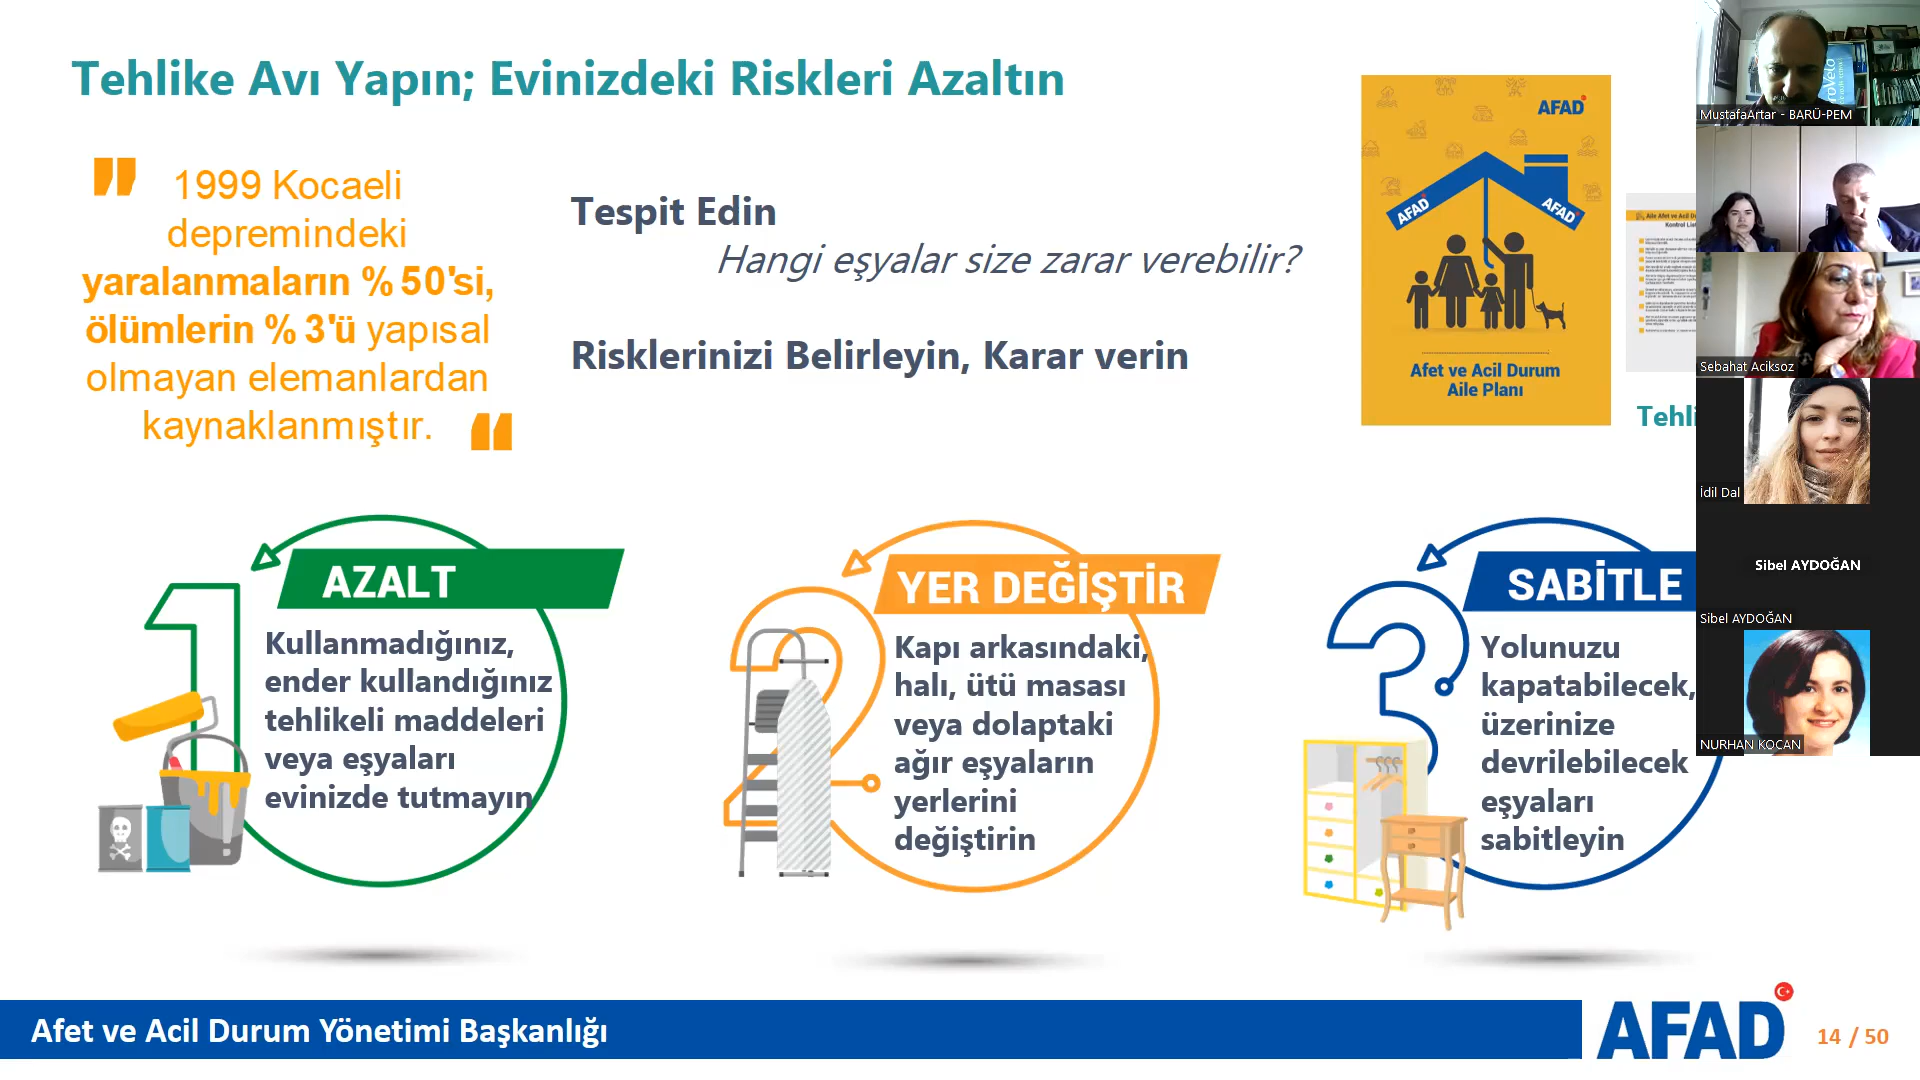 Tehlike Avı Yapın; Evinizdeki Riskleri Azaltın
1999 Kocaeli
depremindeki
yaralanmaların % 50'si,
ölümlerin % 3'ü yapısal
olmayan elemanlardan
kaynaklanmıştır.
Tespit Edin
Hangi eşyalar size zarar verebilir?
Risklerinizi Belirleyin, Karar verin
AFAD
AFAD
AFAD
Afet ve Acil Durum
Aile Planı
AZALT
Kullanmadığınız,
ender kullandığınız
tehlikeli maddeleri
veya eşyaları
evinizde tutmayın
YER DEĞİŞTİR
Kapı arkasındaki,
halı, ütü masası
veya dolaptaki
ağır eşyaların
yerlerini
değiştirin
SABİTLE
Yolunuzu
kapatabilecek,
üzerinize
devrilebilecek
eşyaları
sabitleyin
MustafaArtar - BARÜ-PEM
Sebahat Aciksoz
İdil Dal
Sibel AYDOĞAN
Sibel AYDOĞAN
NURHAN KOCAN
Afet ve Acil Durum Yönetimi Başkanlığı
AFAD
14 / 50